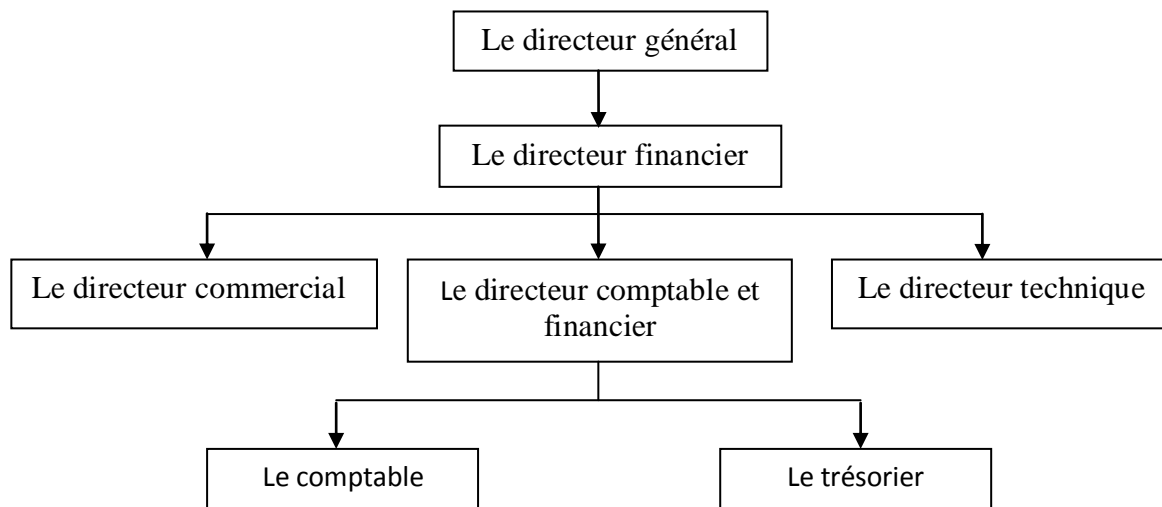 Le directeur général
Le directeur financier
Le directeur commercial
Le directeur comptable et
financier
Le directeur technique
Le comptable
Le trésorier